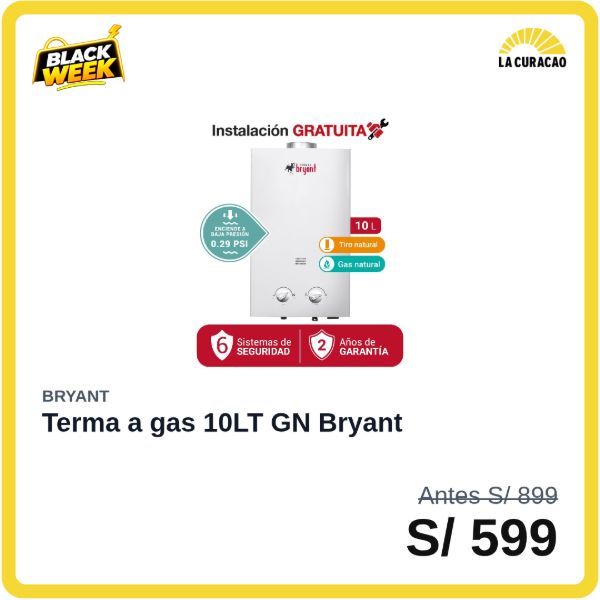 BLACK
WEEK
LA CURACAO
Instalación GRATUITA
bryant
ENCIENDE A
BAJA PRESIÓN
0.29 PSI
10 L
Tiro natural
Gas natural
6 Sistemas de
SEGURIDAD
2 Años de
GARANTÍA
BRYANT
Terma a gas 10LT GN Bryant
Antes S/ 899
S/ 599